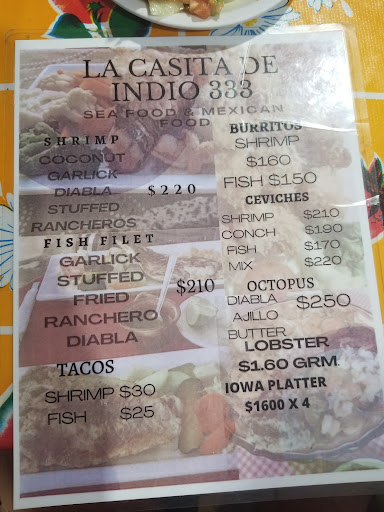 LA CASITA DE
INDIO 333
SEA FOOD & MEXICAN
FOOD
SHRIMP
COCONUT
GARLICK
DIABLA $220
STUFFED
RANCHEROS
FISH FILET
GARLICK
STUFFED $210
FRIED
RANCHERO
DIABLA
TACOS
SHRIMP $30
FISH $25
BURRITOS
SHRIMP
$160
FISH $150
CEVICHES
SHRIMP $210
CONCH $190
FISH $170
MIX $220
OCTOPUS
DIABLA $250
AJILLO
BUTTER
LOBSTER
$1.60 GRM
IOWA PLATTER
$1600 X 4